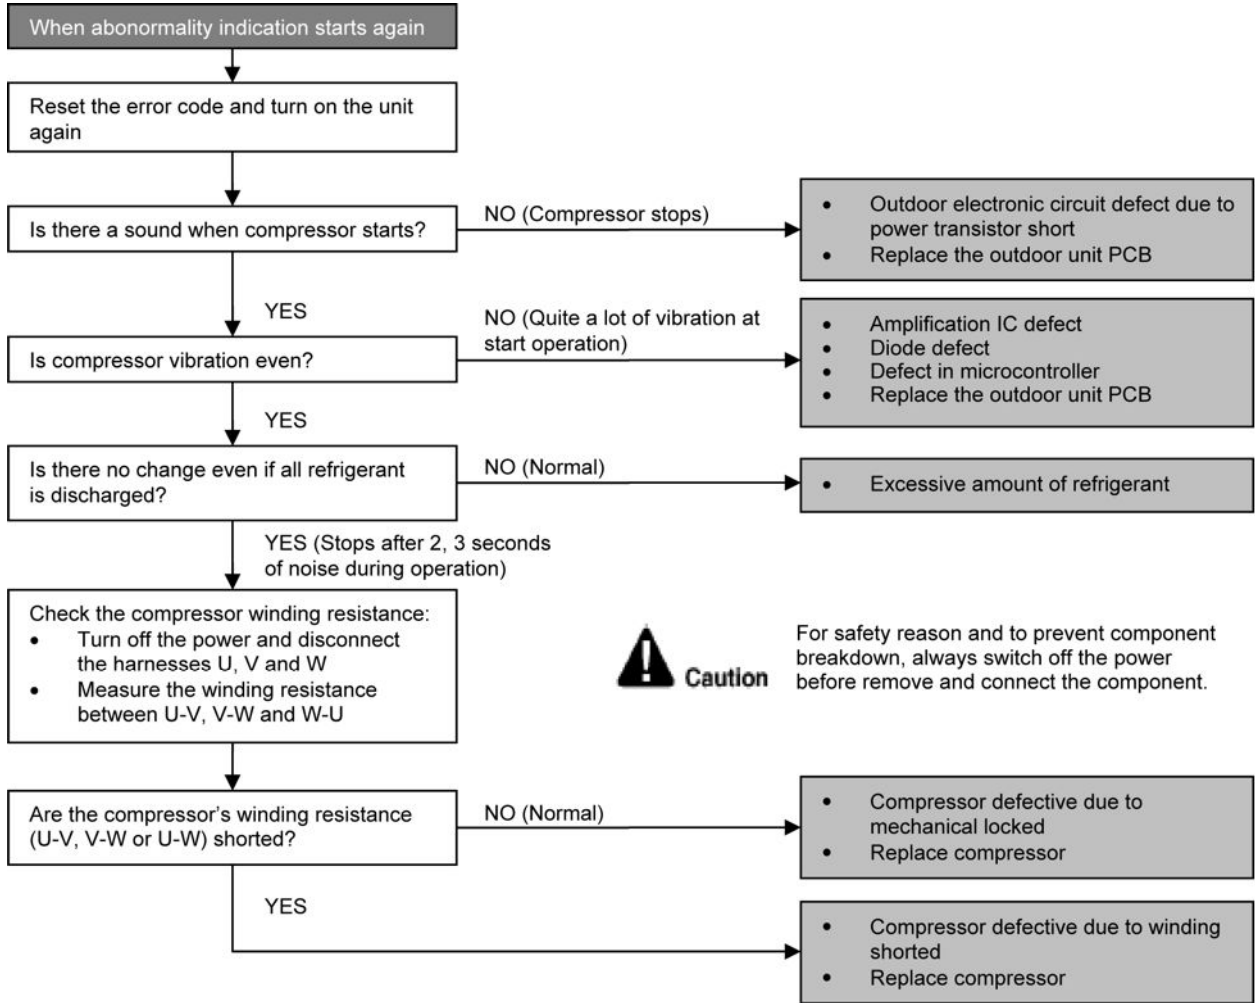 When abonormality indication starts again
Reset the error code and turn on the unit
again
Is there a sound when compressor starts?
NO (Compressor stops)
• Outdoor electronic circuit defect due to
power transistor short
• Replace the outdoor unit PCB
YES
Is compressor vibration even?
NO (Quite a lot of vibration at
start operation)
• Amplification IC defect
• Diode defect
• Defect in microcontroller
• Replace the outdoor unit PCB
YES
Is there no change even if all refrigerant
is discharged?
NO (Normal)
• Excessive amount of refrigerant
YES (Stops after 2, 3 seconds
of noise during operation)
Check the compressor winding resistance:
• Turn off the power and disconnect
the harnesses U, V and W
• Measure the winding resistance
between U-V, V-W and W-U
Caution
For safety reason and to prevent component
breakdown, always switch off the power
before remove and connect the component.
Are the compressor’s winding resistance
(U-V, V-W or U-W) shorted?
NO (Normal)
• Compressor defective due to
mechanical locked
• Replace compressor
YES
• Compressor defective due to winding
shorted
• Replace compressor